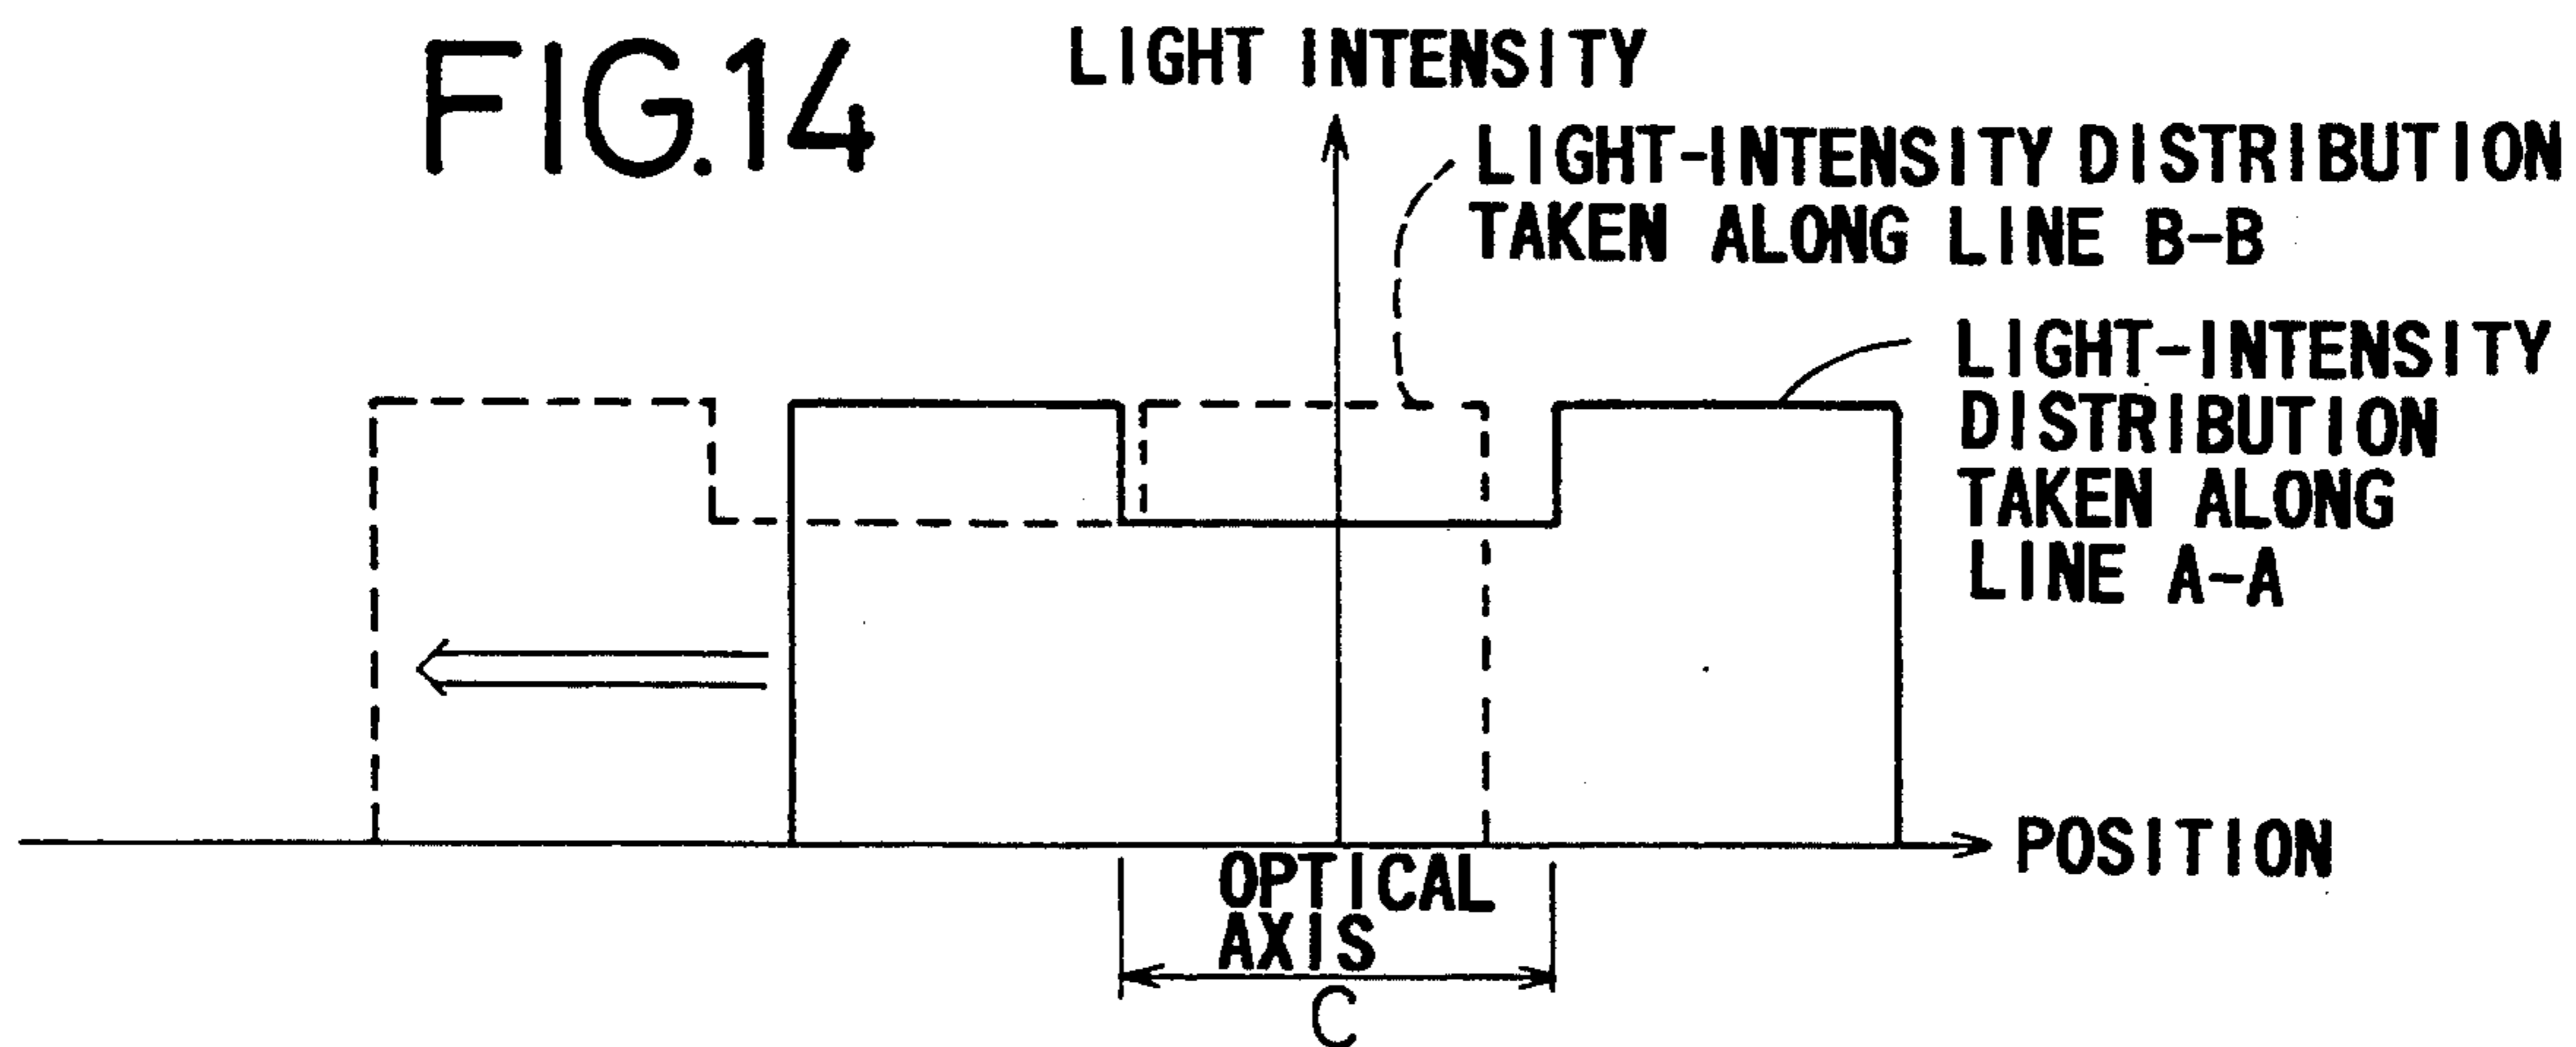 FIG.14
LIGHT INTENSITY
LIGHT-INTENSITY DISTRIBUTION
TAKEN ALONG LINE B-B
LIGHT-INTENSITY
DISTRIBUTION
TAKEN ALONG
LINE A-A
POSITION
OPTICAL
AXIS
C